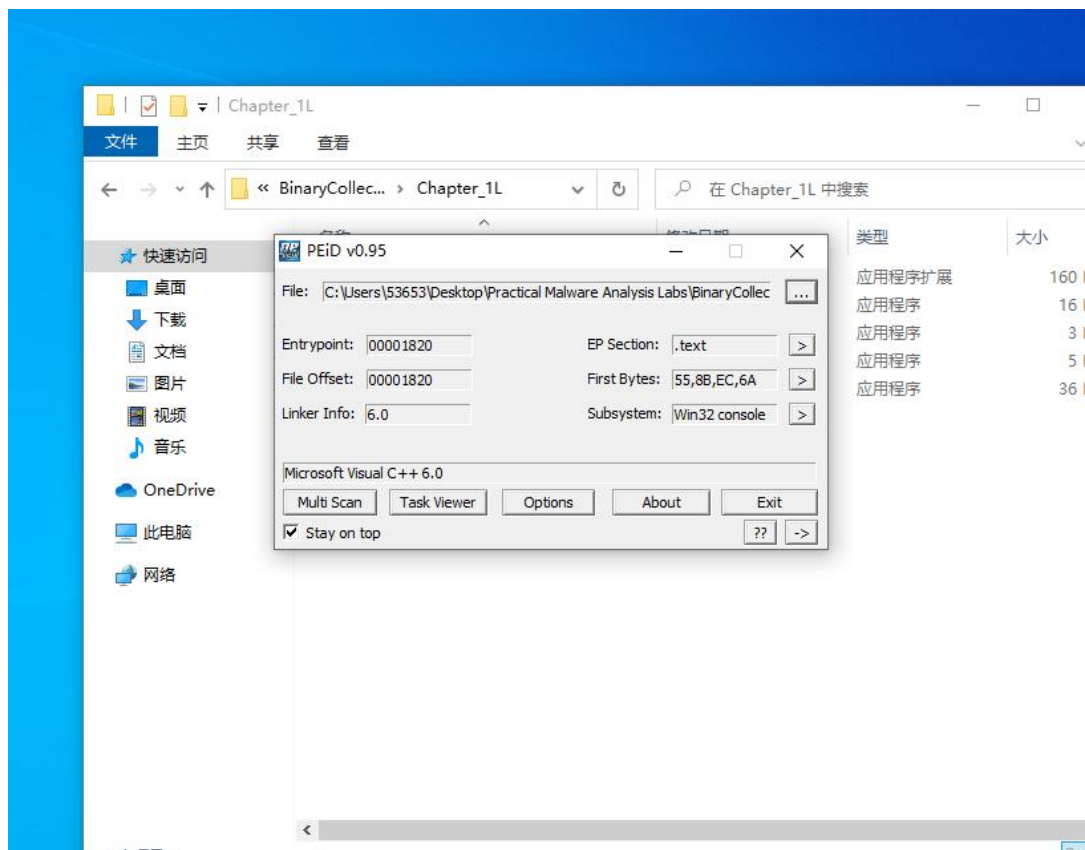 Chapter_1L
文件 主页 共享 查看
« BinaryCollec... › Chapter_1L
在 Chapter_1L 中搜索
类型 大小
快速访问
桌面
下载
文档
图片
视频
音乐
OneDrive
此电脑
网络
应用程序扩展 160
应用程序 16
应用程序 3
应用程序 5
应用程序 36
PEiD v0.95
File: C:\Users\53653\Desktop\Practical Malware Analysis Labs\BinaryCollec ...
Entrypoint: 00001820 EP Section: .text >
File Offset: 00001820 First Bytes: 55,8B,EC,6A >
Linker Info: 6.0 Subsystem: Win32 console >
Microsoft Visual C++ 6.0
Multi Scan Task Viewer Options About Exit
Stay on top ?? ->